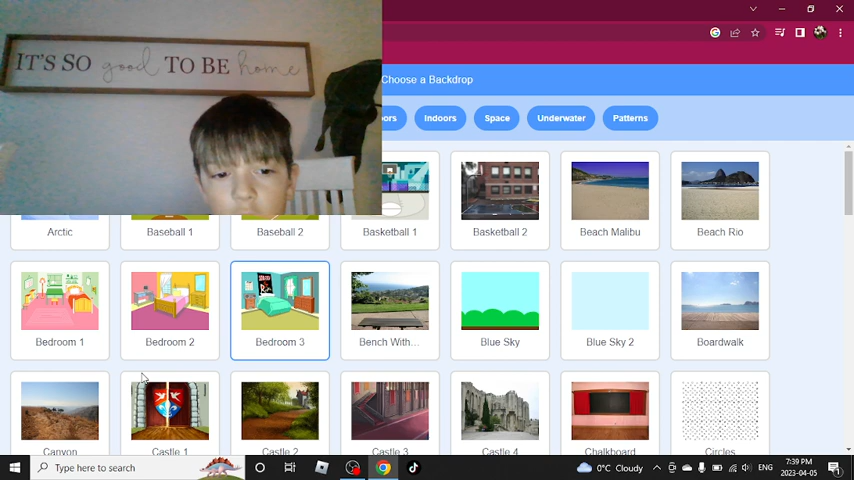 IT'S SO good TO BE home
Choose a Backdrop
Indoors
Space
Underwater
Patterns
Arctic
Baseball 1
Baseball 2
Basketball 1
Basketball 2
Beach Malibu
Beach Rio
Bedroom 1
Bedroom 2
Bedroom 3
Bench With...
Blue Sky
Blue Sky 2
Boardwalk
Canyon
Castle 1
Castle 2
Castle 3
Castle 4
Chalkboard
Circles
Type here to search
0°C Cloudy
ENG
7:39 PM
2023-04-05